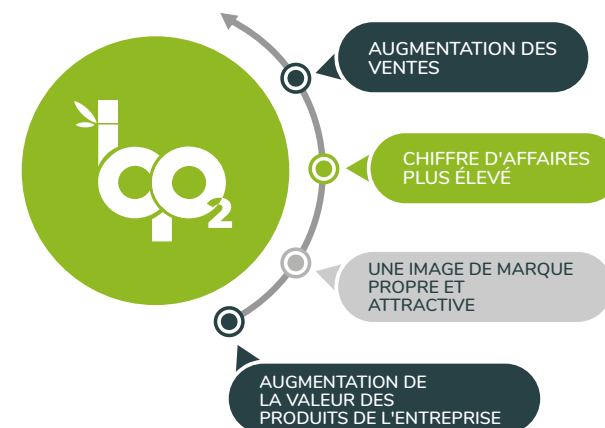 bcp2
AUGMENTATION DES
VENTES
CHIFFRE D'AFFAIRES
PLUS ÉLEVÉ
UNE IMAGE DE MARQUE
PROPRE ET
ATTRACTIVE
AUGMENTATION DE
LA VALEUR DES
PRODUITS DE L'ENTREPRISE